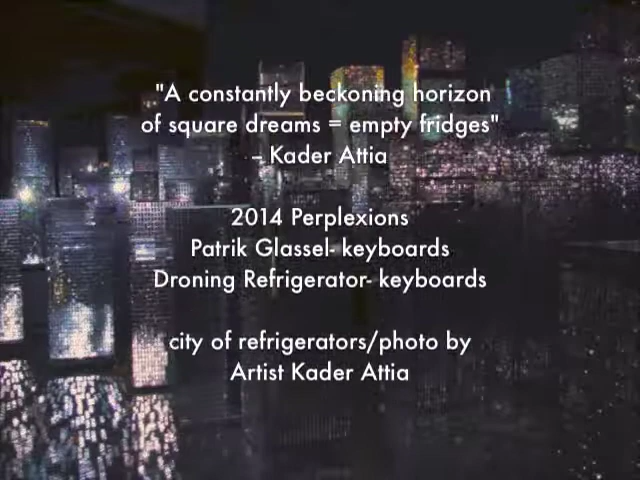 "A constantly beckoning horizon
of square dreams = empty fridges"
– Kader Attia
2014 Perplexions
Patrik Glassel- keyboards
Droning Refrigerator- keyboards
city of refrigerators/photo by
Artist Kader Attia